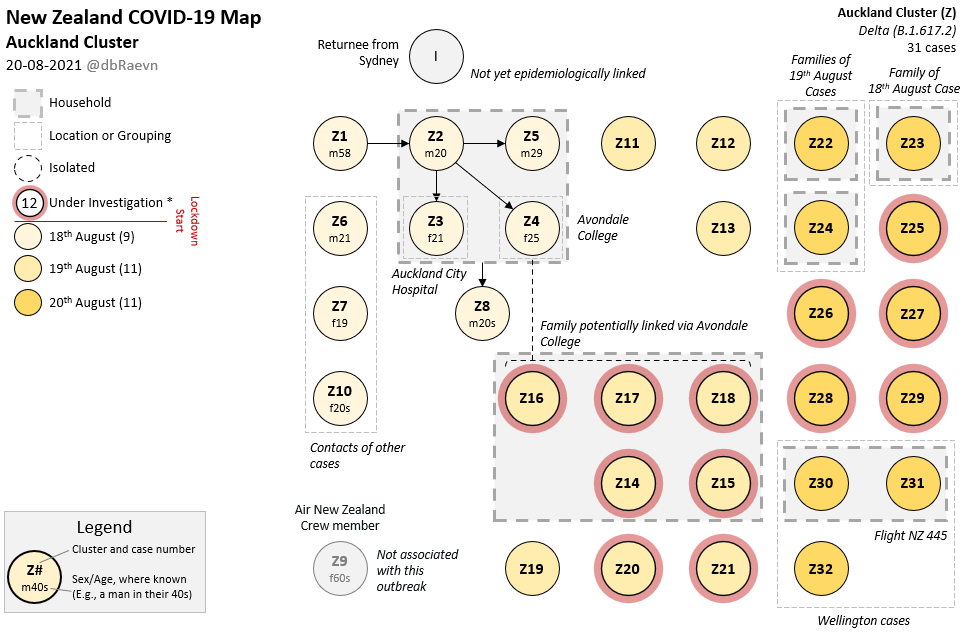 New Zealand COVID-19 Map
Auckland Cluster
20-08-2021 @dbRaevn
Household
Location or Grouping
Isolated
12 Under Investigation *
Lockdown
Start
18th August (9)
19th August (11)
20th August (11)
Auckland Cluster (Z)
Delta (B.1.617.2)
31 cases
Returnee from
Sydney
I
Not yet epidemiologically linked
Families of
19th August
Cases
Family of
18th August Case
Z1
m58
Z2
m20
Z5
m29
Z11
Z12
Z22
Z23
Z6
m21
Z3
f21
Z4
f25
Avondale
College
Z13
Z24
Z25
Auckland City
Hospital
Z7
f19
Z8
m20s
Family potentially linked via Avondale
College
Z26
Z27
Z10
f20s
Z16
Z17
Z18
Z28
Z29
Contacts of other
cases
Z14
Z15
Z30
Z31
Flight NZ 445
Air New Zealand
Crew member
Z9
f60s
Not associated
with this
outbreak
Z19
Z20
Z21
Z32
Wellington cases
Legend
Z#
m40s
Cluster and case number
Sex/Age, where known
(E.g., a man in their 40s)